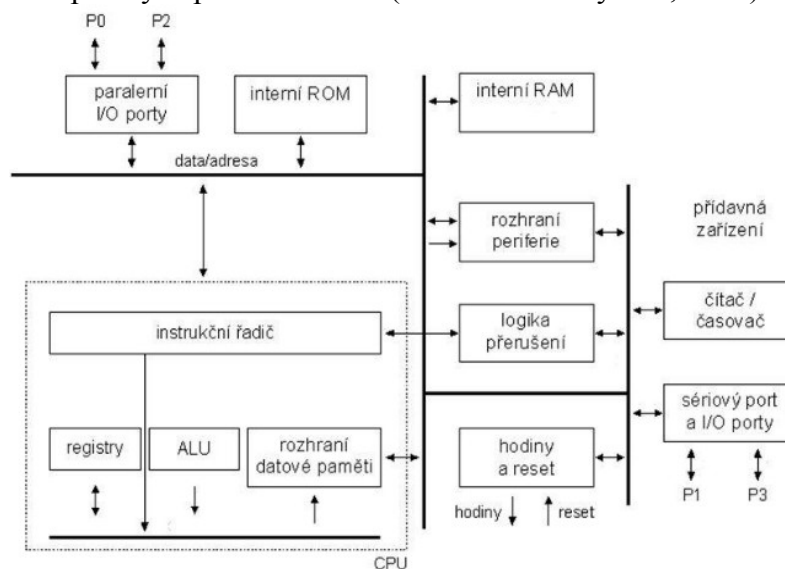 P0 P2
paralerní
I/O porty
interní ROM
interní RAM
data/adresa
rozhraní
periferie
přídavná
zařízení
instrukční řadič
logika
přerušení
čítač /
časovač
registry
ALU
rozhraní
datové paměti
hodiny
a reset
sériový port
a I/O porty
hodiny
reset
P1 P3
CPU